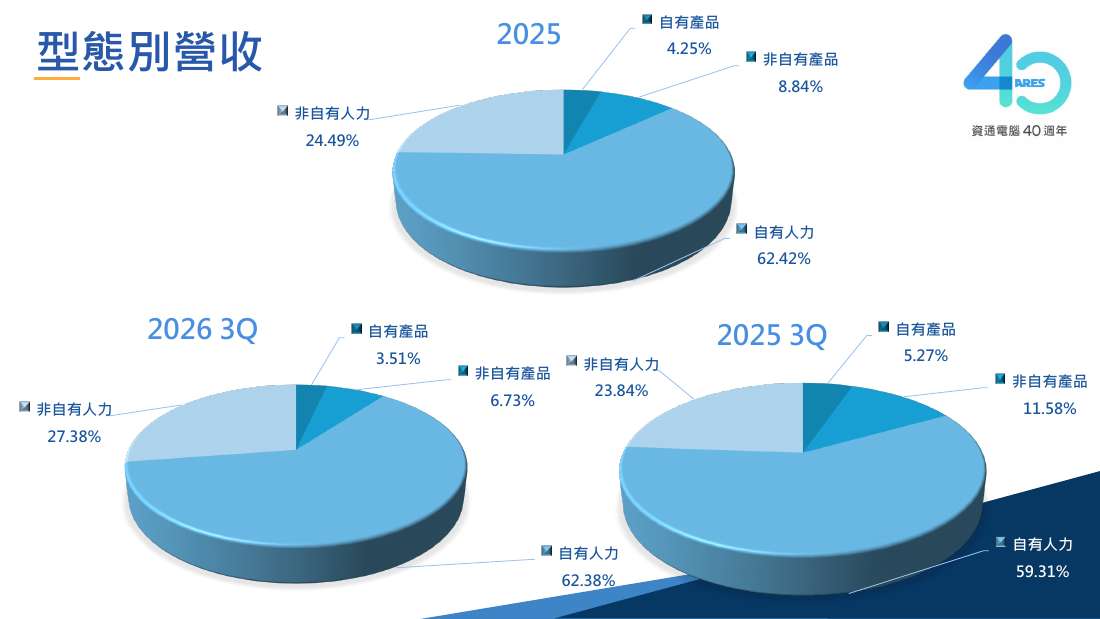 型態別營收
2025
自有產品
4.25%
非自有產品
8.84%
非自有人力
24.49%
自有人力
62.42%
ARES
資通電腦 40 週年
2026 3Q
自有產品
3.51%
非自有產品
6.73%
非自有人力
27.38%
自有人力
62.38%
2025 3Q
自有產品
5.27%
非自有產品
11.58%
非自有人力
23.84%
自有人力
59.31%